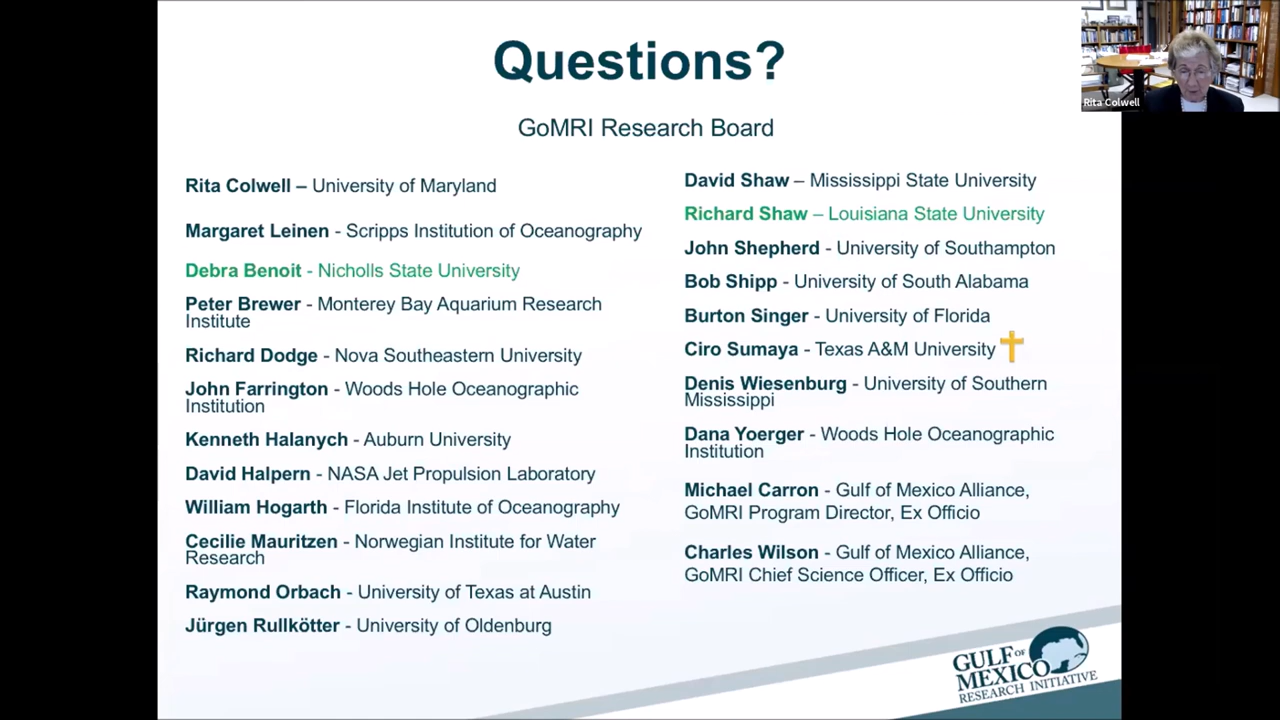 Questions?
GoMRI Research Board
Rita Colwell – University of Maryland
Margaret Leinen - Scripps Institution of Oceanography
Debra Benoit - Nicholls State University
Peter Brewer - Monterey Bay Aquarium Research
Institute
Richard Dodge - Nova Southeastern University
John Farrington - Woods Hole Oceanographic
Institution
Kenneth Halanych - Auburn University
David Halpern - NASA Jet Propulsion Laboratory
William Hogarth - Florida Institute of Oceanography
Cecilie Mauritzen - Norwegian Institute for Water
Research
Raymond Orbach - University of Texas at Austin
Jürgen Rullkötter - University of Oldenburg
David Shaw – Mississippi State University
Richard Shaw – Louisiana State University
John Shepherd - University of Southampton
Bob Shipp - University of South Alabama
Burton Singer - University of Florida
Ciro Sumaya - Texas A&M University
Denis Wiesenburg - University of Southern
Mississippi
Dana Yoerger - Woods Hole Oceanographic
Institution
Michael Carron - Gulf of Mexico Alliance,
GoMRI Program Director, Ex Officio
Charles Wilson - Gulf of Mexico Alliance,
GoMRI Chief Science Officer, Ex Officio
GULF OF
MEXICO
RESEARCH INITIATIVE
Rita Colwell